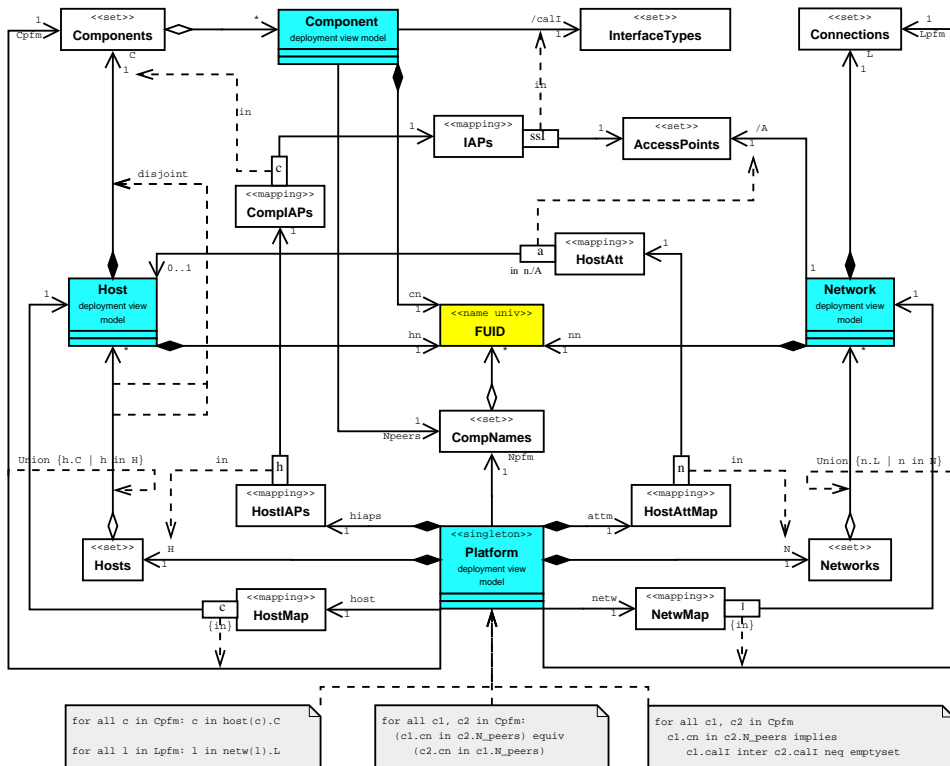 1
Cpfm
<<set>>
Components
*
Component
deployment view model
/calI
1
<<set>>
InterfaceTypes
<<set>>
Connections
1
Lpfm
C
1
L
1
in
in
<<mapping>>
IAPs
1
ssI
1
<<set>>
AccessPoints
/A
1
disjoint
c
<<mapping>>
CompIAPs
1
a
in n./A
<<mapping>>
HostAtt
1
0..1
1
Host
deployment view
model
1
Network
deployment view
model
1
cn
1
<<name univ>>
FUID
hn
1
nn
1
*
*
*
1
Npeers
<<set>>
CompNames
Npfm
1
Union {h.C | h in H}
in
h
n
in
Union {n.L | n in N}
<<mapping>>
HostIAPs
hiaps
1
attm
1
<<mapping>>
HostAttMap
<<singleton>>
Platform
deployment view
model
<<set>>
Hosts
H
1
N
1
<<set>>
Networks
c
{in}
<<mapping>>
HostMap
host
1
netw
1
<<mapping>>
NetwMap
l
{in}
for all c in Cpfm: c in host(c).C
for all l in Lpfm: l in netw(l).L
for all c1, c2 in Cpfm:
(c1.cn in c2.N_peers) equiv
(c2.cn in c1.N_peers)
for all c1, c2 in Cpfm
c1.cn in c2.N_peers implies
c1.calI inter c2.calI neq emptyset